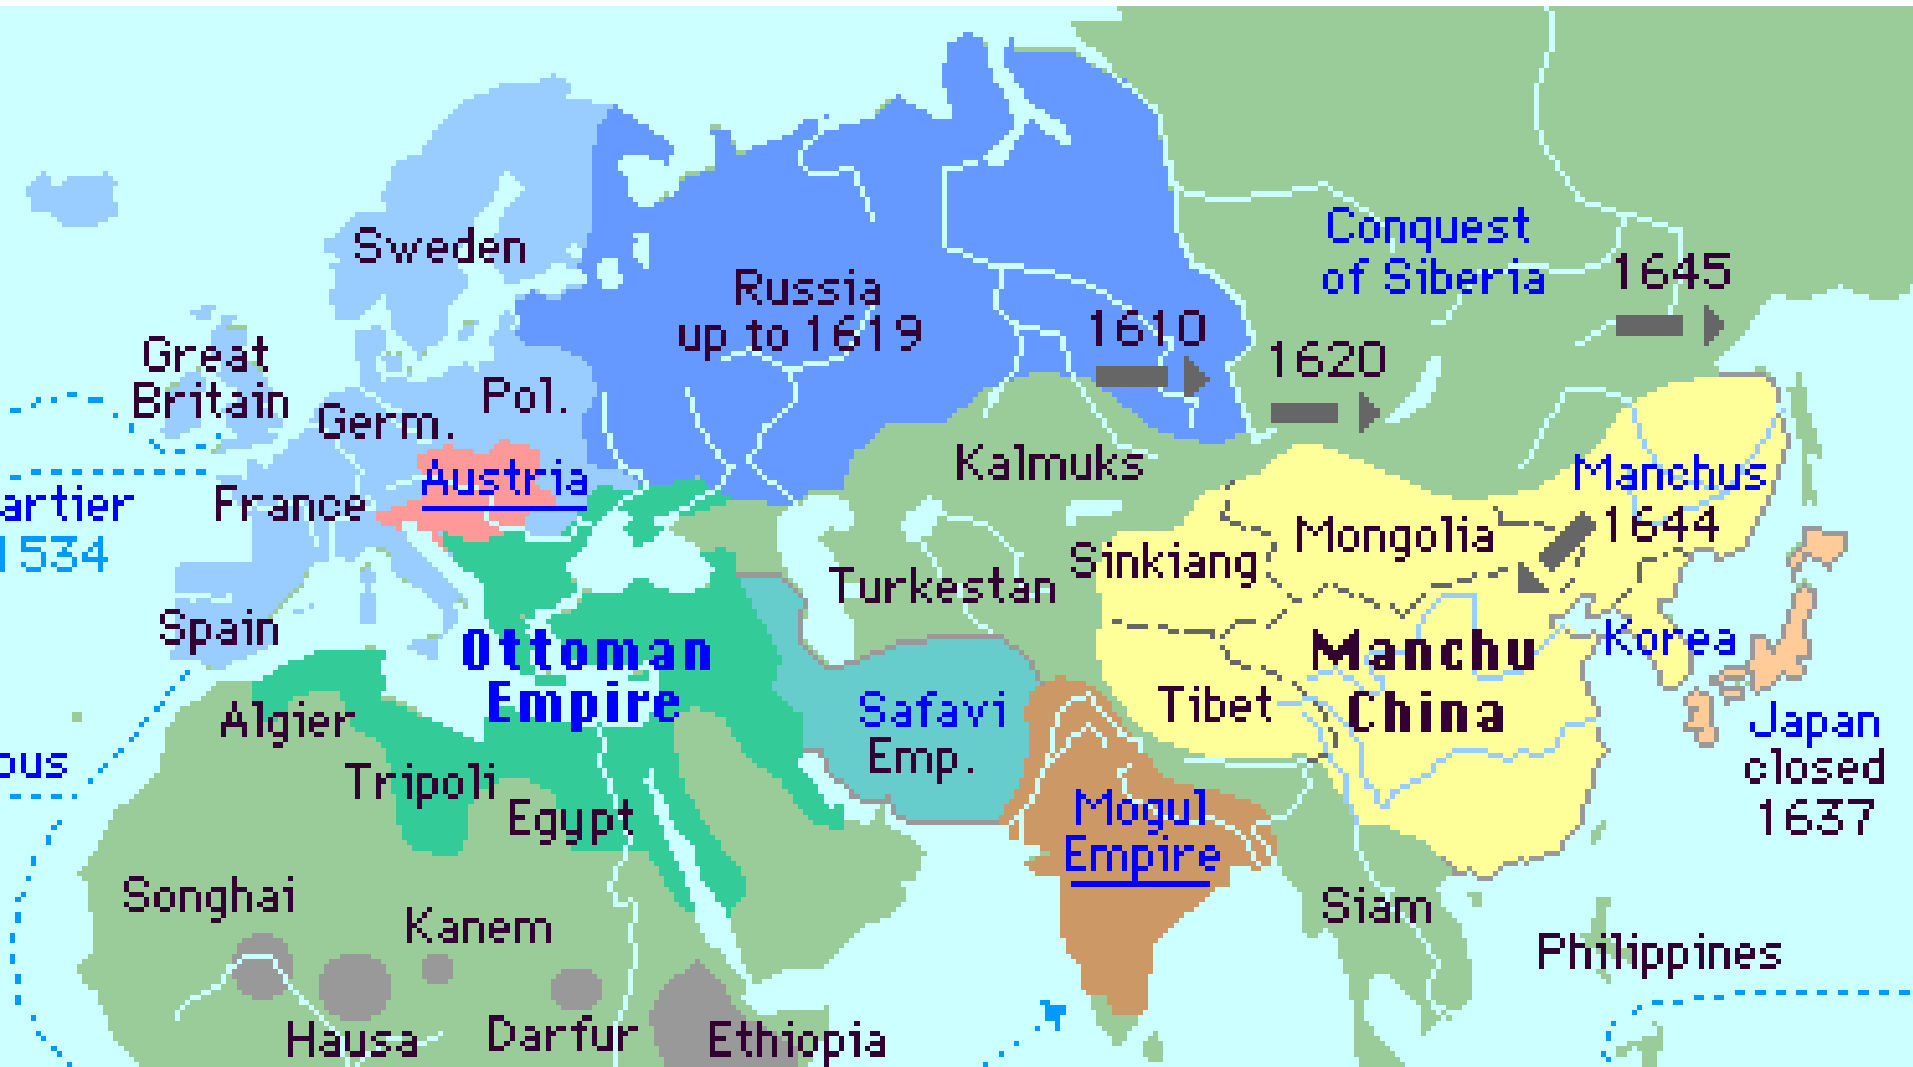 Conquest
of Siberia
1645
Sweden
Russia
up to 1619
1610
1620
Great
Britain
Pol.
Germ.
Austria
France
artier
1534
Kalmuks
Manchus
1644
Mongolia
Sinkiang
Turkestan
Spain
Ottoman
Empire
Korea
Manchu
China
Tibet
Safavi
Emp.
Algier
Japan
closed
1637
ous
Tripoli
Egypt
Mogul
Empire
Songhai
Kanem
Siam
Philippines
Hausa
Darfur
Ethiopia